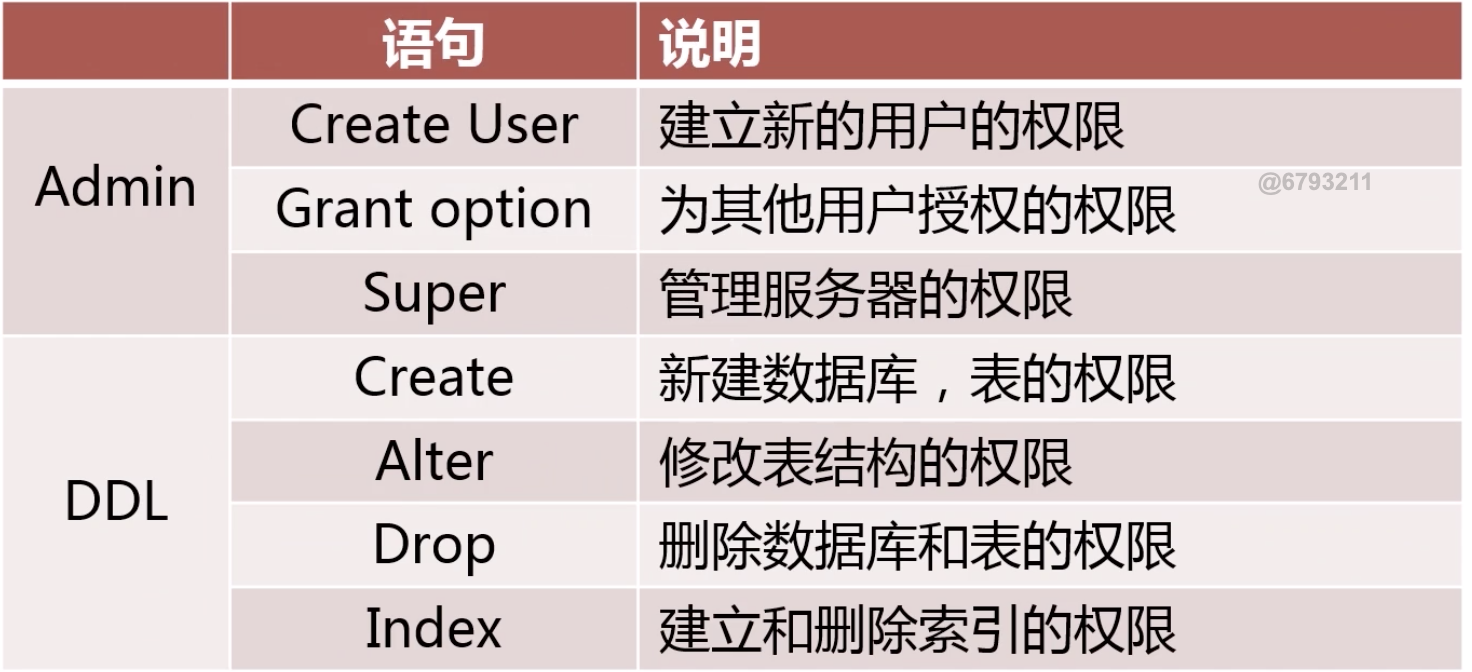 语句 说明
Admin
Create User 建立新的用户的权限
Grant option 为其他用户授权的权限
@6793211
Super 管理服务器的权限
DDL
Create 新建数据库，表的权限
Alter 修改表结构的权限
Drop 删除数据库和表的权限
Index 建立和删除索引的权限